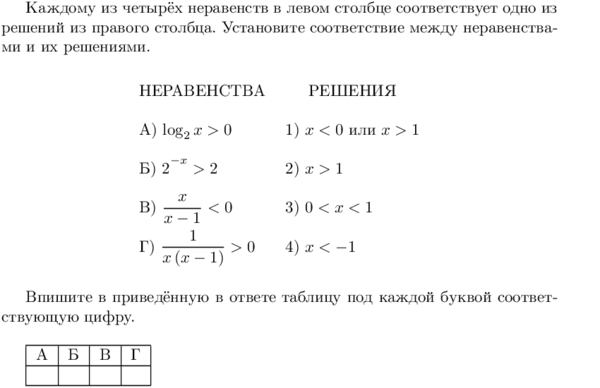 Каждому из четырёх неравенств в левом столбце соответствует одно из
решений из правого столбца. Установите соответствие между неравенства-
ми и их решениями.
НЕРАВЕНСТВА РЕШЕНИЯ
А) log₂ x > 0 1) x < 0 или x > 1
Б) 2⁻ˣ > 2 2) x > 1
В) x/(x − 1) < 0 3) 0 < x < 1
Г) 1/(x (x − 1)) > 0 4) x < −1
Впишите в приведённую в ответе таблицу под каждой буквой соответ-
ствующую цифру.
А Б В Г